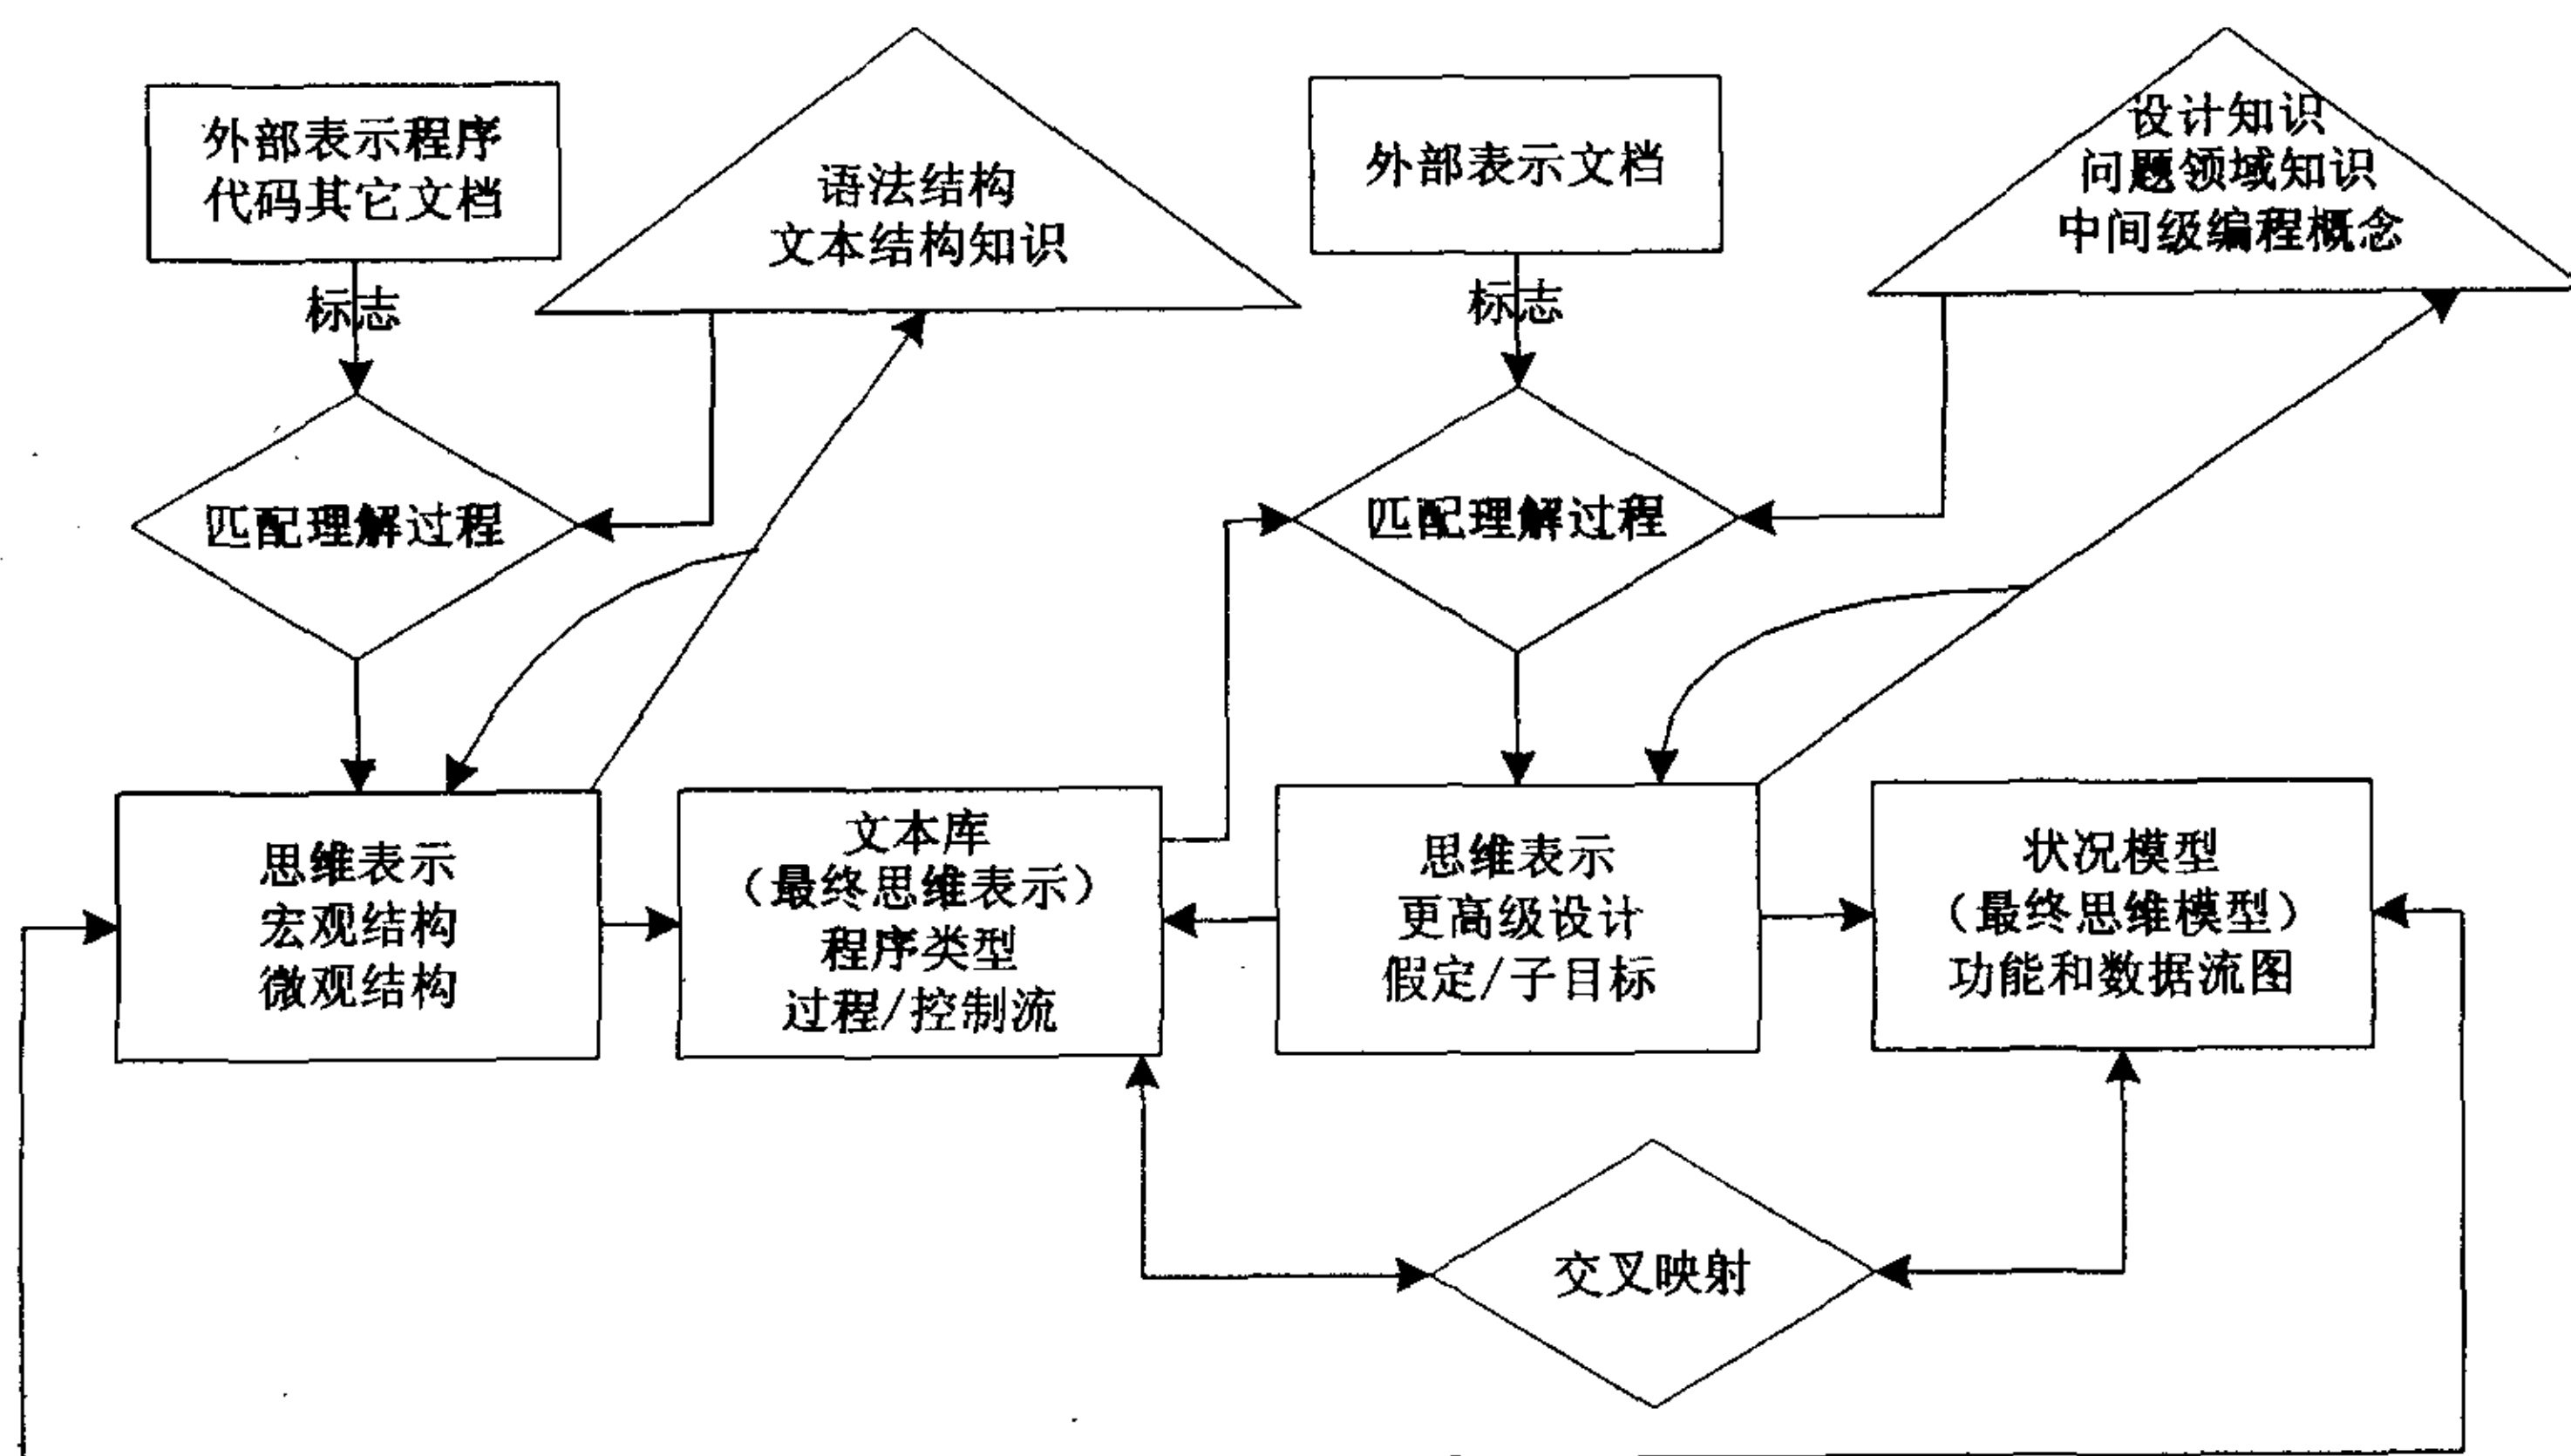 外部表示程序
代码其它文档
标志
语法结构
文本结构知识
外部表示文档
标志
设计知识
问题领域知识
中间级编程概念
匹配理解过程
匹配理解过程
思维表示
宏观结构
微观结构
文本库
（最终思维表示）
程序类型
过程/控制流
思维表示
更高级设计
假定/子目标
状况模型
（最终思维模型）
功能和数据流图
交叉映射